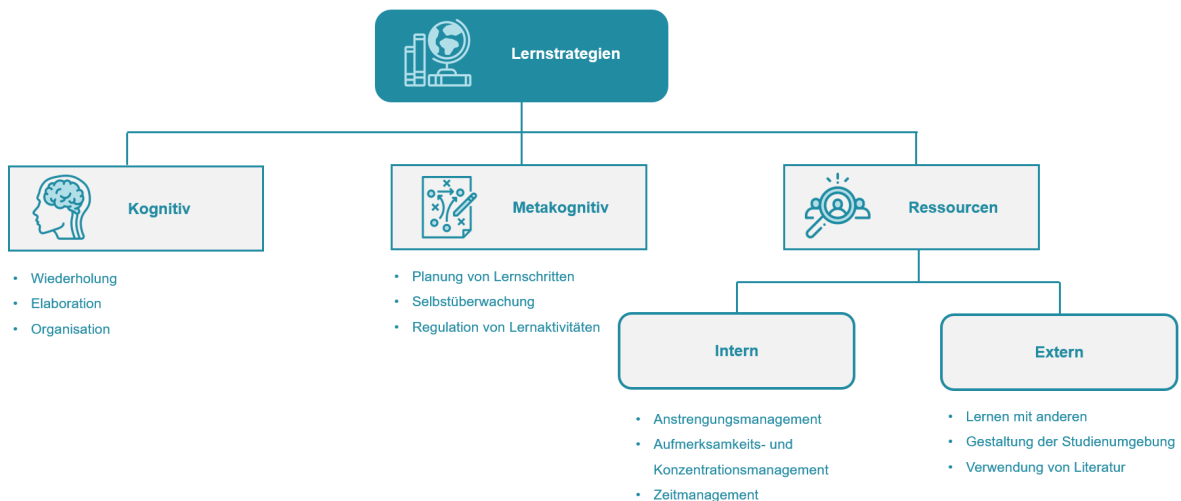 Lernstrategien
Kognitiv
Metakognitiv
Ressourcen
• Wiederholung
• Elaboration
• Organisation
• Planung von Lernschritten
• Selbstüberwachung
• Regulation von Lernaktivitäten
Intern
Extern
• Anstrengungsmanagement
• Aufmerksamkeits- und
Konzentrationsmanagement
• Zeitmanagement
• Lernen mit anderen
• Gestaltung der Studienumgebung
• Verwendung von Literatur